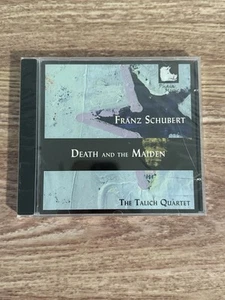 FRANZ SCHUBERT
DEATH AND THE MAIDEN
THE TALICH QUARTET